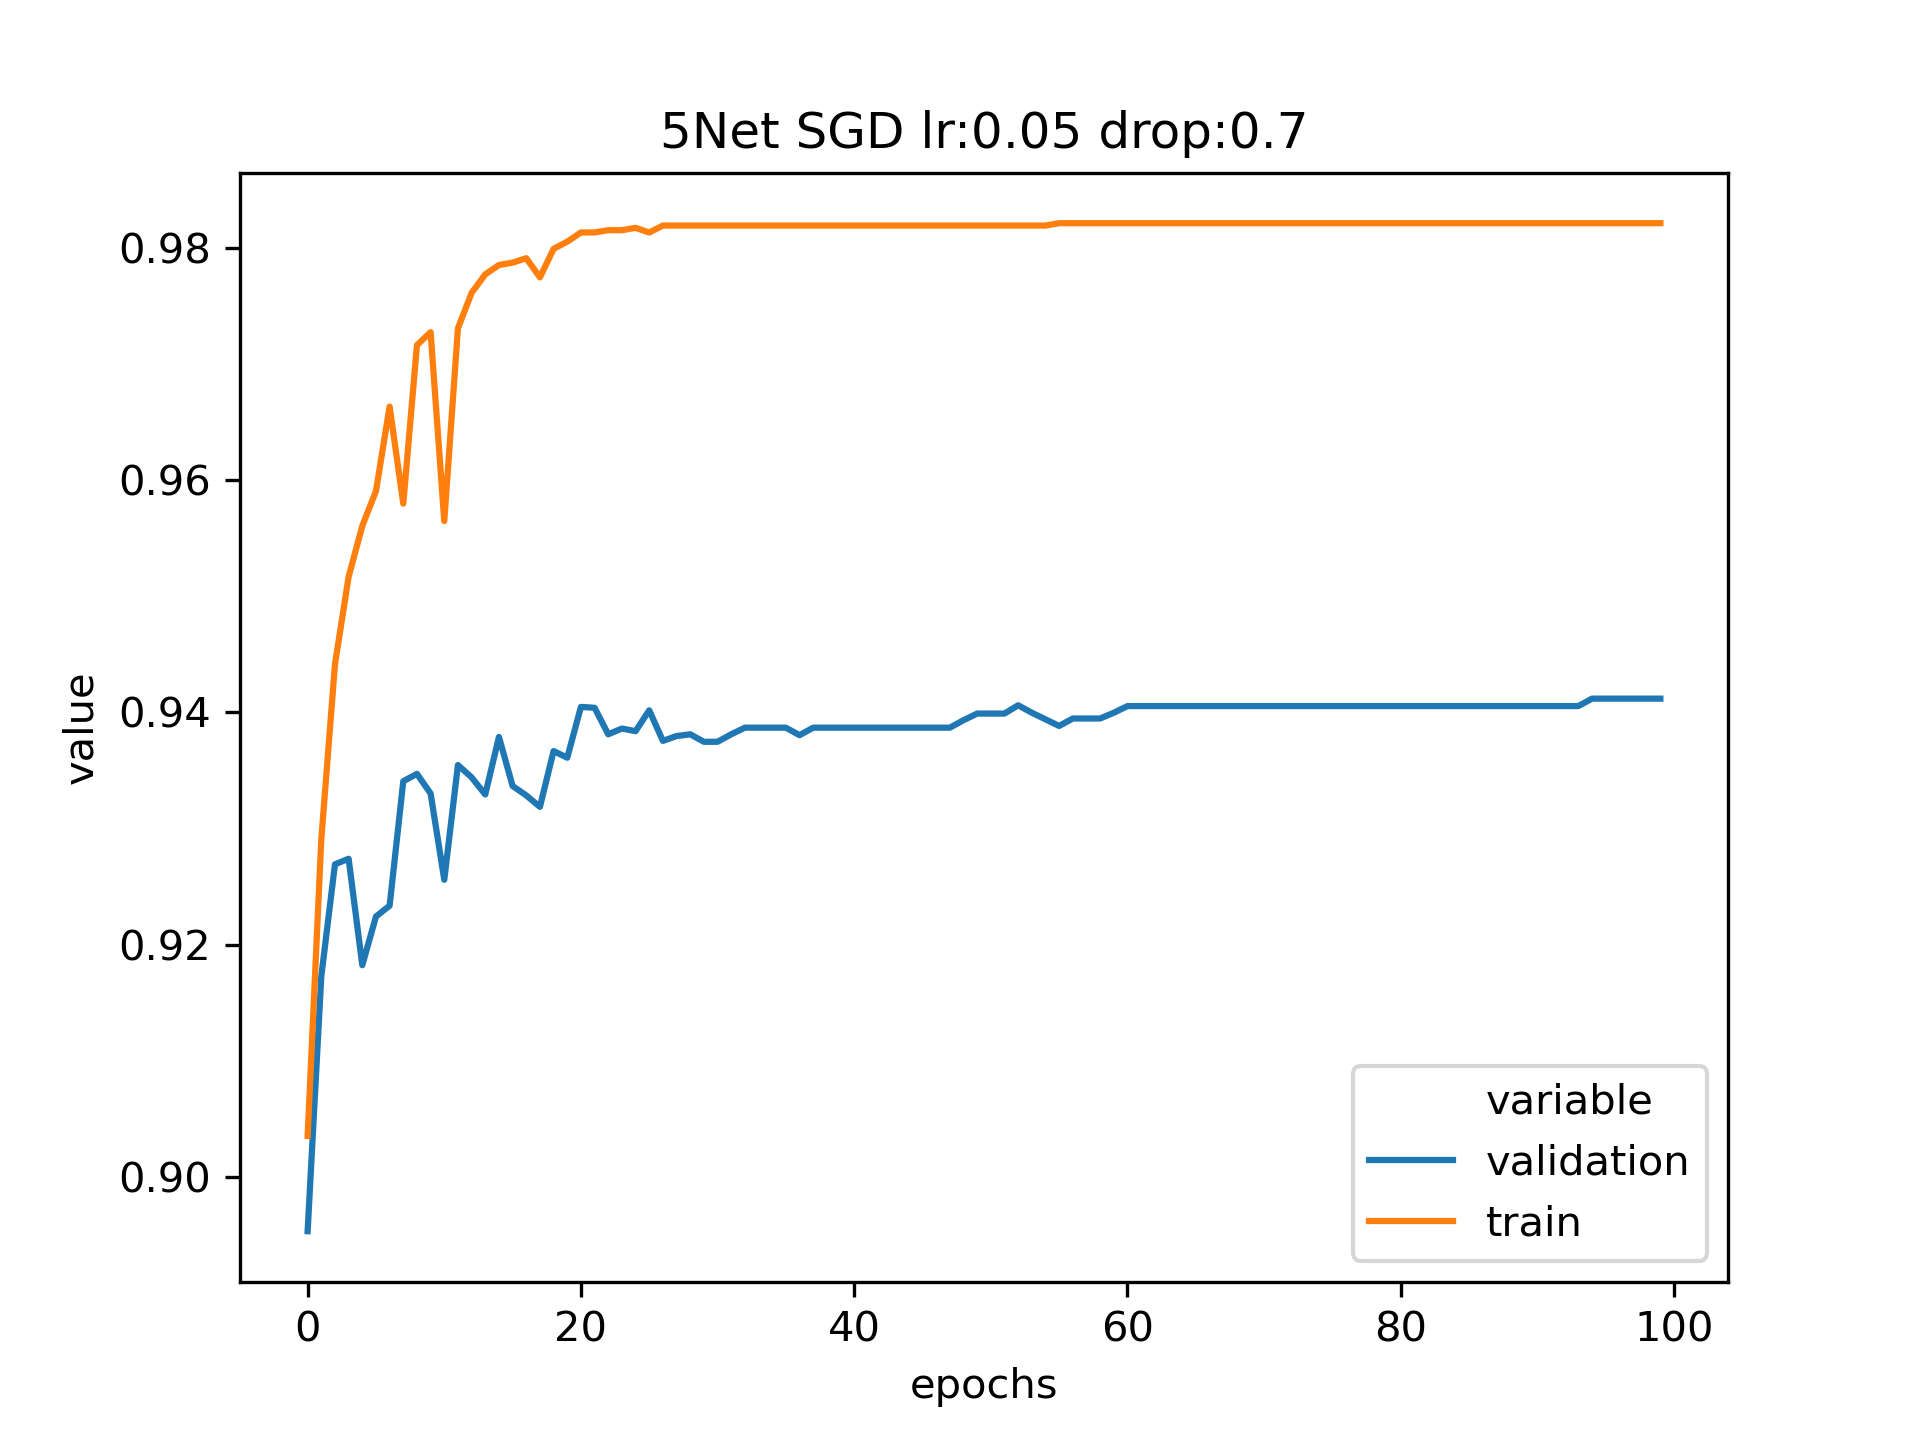 5Net SGD lr:0.05 drop:0.7
0.98
0.96
0.94
0.92
0.90
value
0
20
40
60
80
100
epochs
variable
validation
train